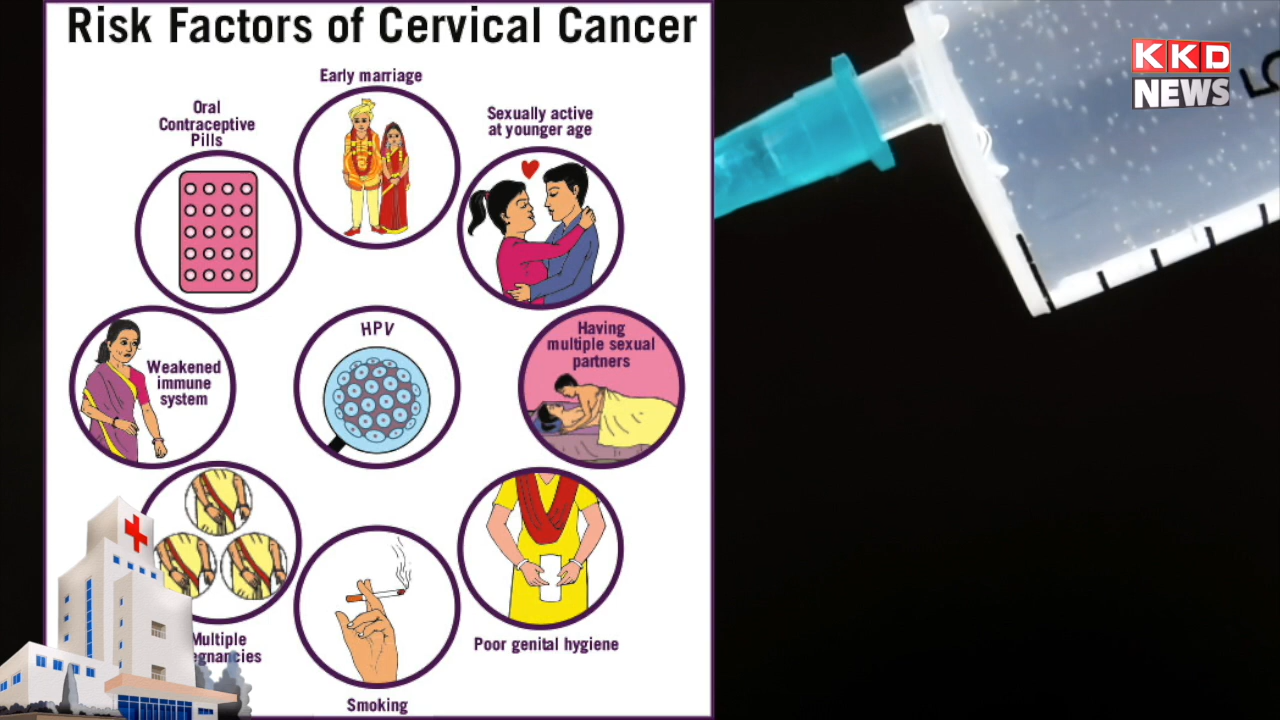 Risk Factors of Cervical Cancer
Early marriage
Oral
Contraceptive
Pills
Sexually active
at younger age
Weakened
immune
system
HPV
Having
multiple sexual
partners
Multiple
Poor genital hygiene
Smoking
KKD
NEWS